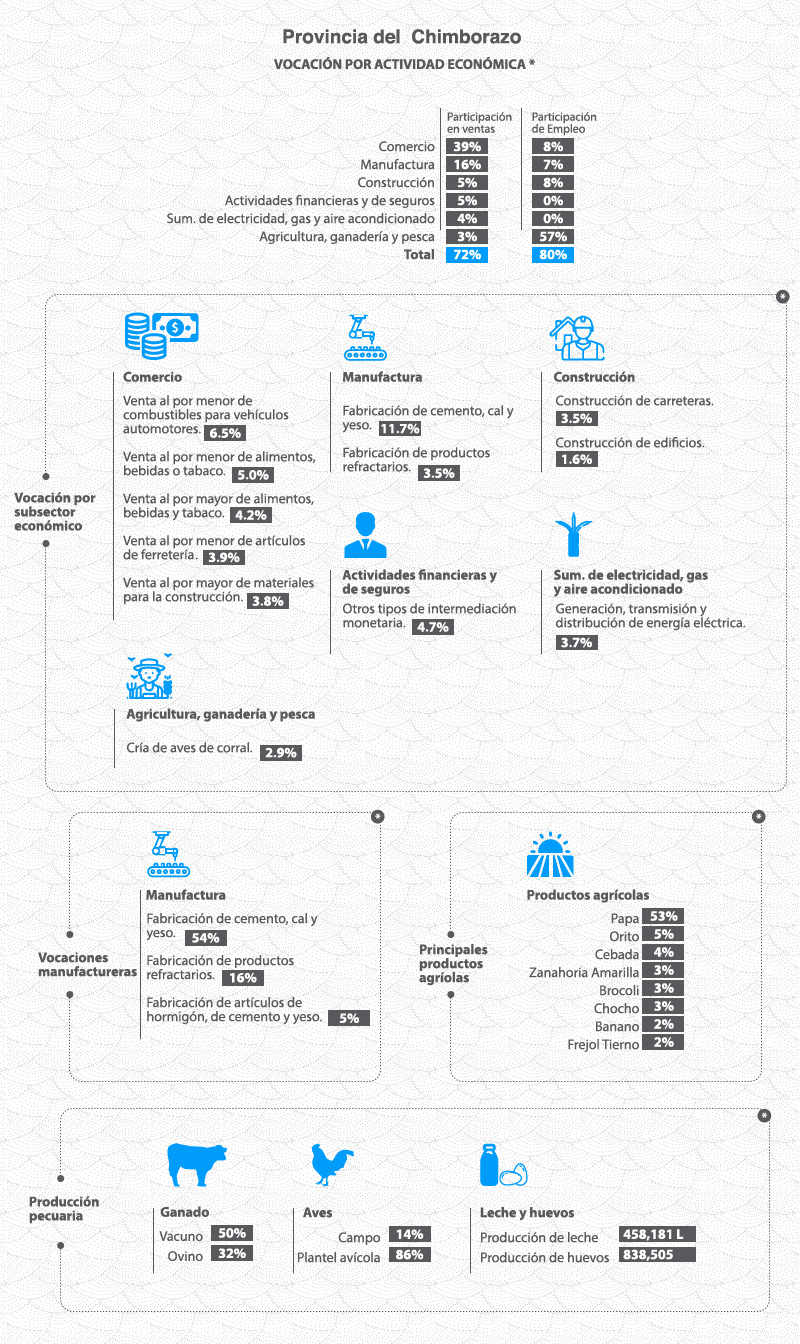 Provincia del Chimborazo
VOCACIÓN POR ACTIVIDAD ECONÓMICA *
Participación
en ventas
Participación
de Empleo
Comercio 39% 8%
Manufactura 16% 7%
Construcción 5% 8%
Actividades financieras y de seguros 5% 0%
Sum. de electricidad, gas y aire acondicionado 4% 0%
Agricultura, ganadería y pesca 3% 57%
Total 72% 80%
*
Vocación por
subsector
económico
$
Comercio
Venta al por menor de
combustibles para vehículos
automotores. 6.5%
Venta al por menor de alimentos,
bebidas o tabaco. 5.0%
Venta al por mayor de alimentos,
bebidas y tabaco. 4.2%
Venta al por menor de artículos
de ferretería. 3.9%
Venta al por mayor de materiales
para la construcción. 3.8%
Manufactura
Fabricación de cemento, cal y
yeso. 11.7%
Fabricación de productos
refractarios. 3.5%
Construcción
Construcción de carreteras.
3.5%
Construcción de edificios.
1.6%
Actividades financieras y
de seguros
Otros tipos de intermediación
monetaria. 4.7%
Sum. de electricidad, gas
y aire acondicionado
Generación, transmisión y
distribución de energía eléctrica.
3.7%
Agricultura, ganadería y pesca
Cría de aves de corral. 2.9%
*
Vocaciones
manufactureras
Manufactura
Fabricación de cemento, cal y
yeso. 54%
Fabricación de productos
refractarios. 16%
Fabricación de artículos de
hormigón, de cemento y yeso. 5%
*
Principales
productos
agríolas
Productos agrícolas
Papa 53%
Orito 5%
Cebada 4%
Zanahoria Amarilla 3%
Brocoli 3%
Chocho 3%
Banano 2%
Frejol Tierno 2%
*
Producción
pecuaria
Ganado
Vacuno 50%
Ovino 32%
Aves
Campo 14%
Plantel avícola 86%
Leche y huevos
Producción de leche 458,181 L
Producción de huevos 838,505